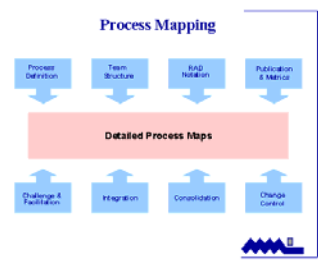 Process Mapping
Process
Definition
Team
Structure
RAD
Notation
Publication
& Metrics
Detailed Process Maps
Challenge &
Facilitation
Integration
Consolidation
Change
Control